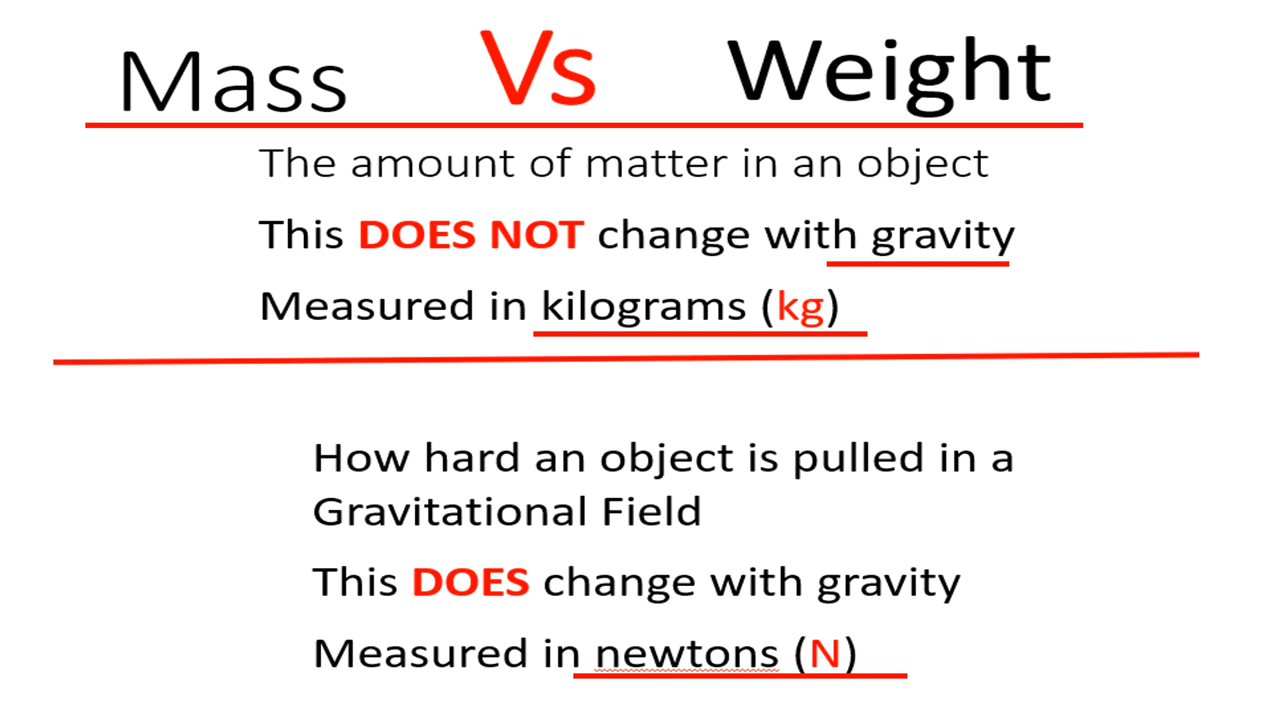 Mass Vs Weight
The amount of matter in an object
This DOES NOT change with gravity
Measured in kilograms (kg)
How hard an object is pulled in a
Gravitational Field
This DOES change with gravity
Measured in newtons (N)